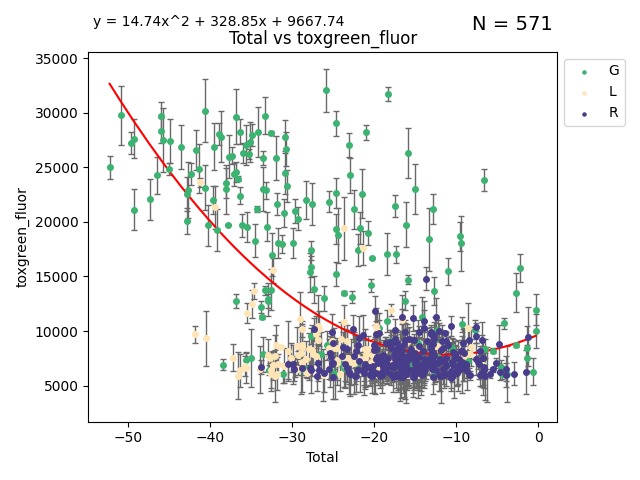 y = 14.74x^2 + 328.85x + 9667.74
N = 571
Total vs toxgreen_fluor
35000
30000
25000
20000
15000
10000
5000
toxgreen_fluor
−50
−40
−30
−20
−10
0
Total
G
L
R